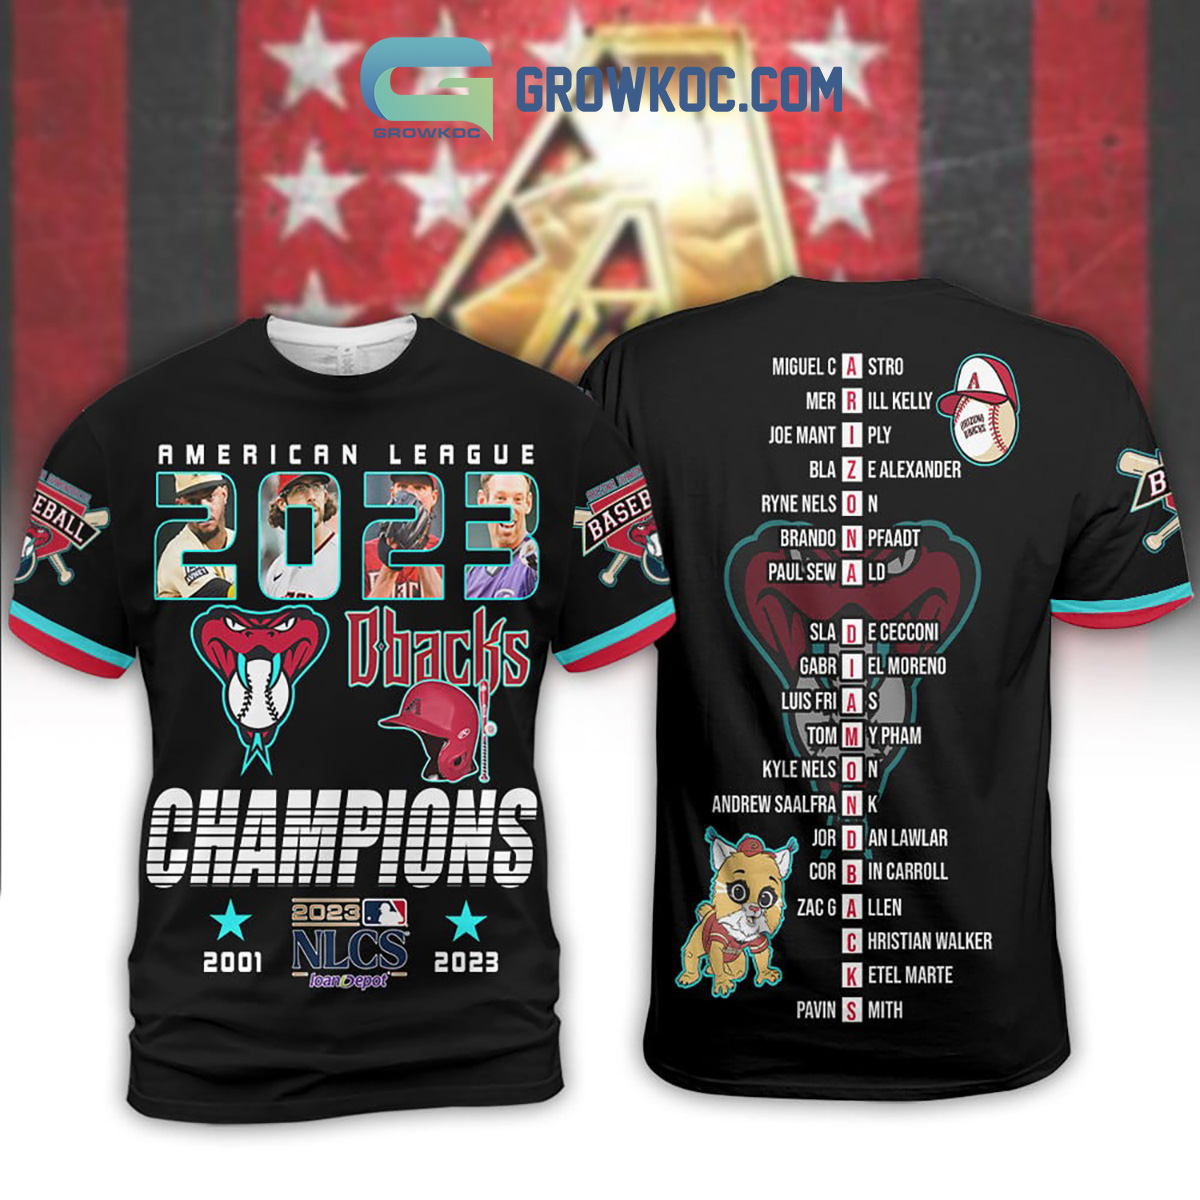 GROWKOC
GROWKOC.COM
AMERICAN LEAGUE
2023
BASEBALL
Dbacks
CHAMPIONS
2001
2023
NLCS
loanDepot
2023
MIGUEL C A STRO
MER R ILL KELLY
JOE MANT I PLY
BLA Z E ALEXANDER
RYNE NELS O N
BRANDO N PFAADT
PAUL SEW A LD
SLA D E CECCONI
GABR I EL MORENO
LUIS FRI A S
TOM M Y PHAM
KYLE NELS O N
ANDREW SAALFRA N K
JOR D AN LAWLAR
COR B IN CARROLL
ZAC G A LLEN
C HRISTIAN WALKER
K ETEL MARTE
PAVIN S MITH